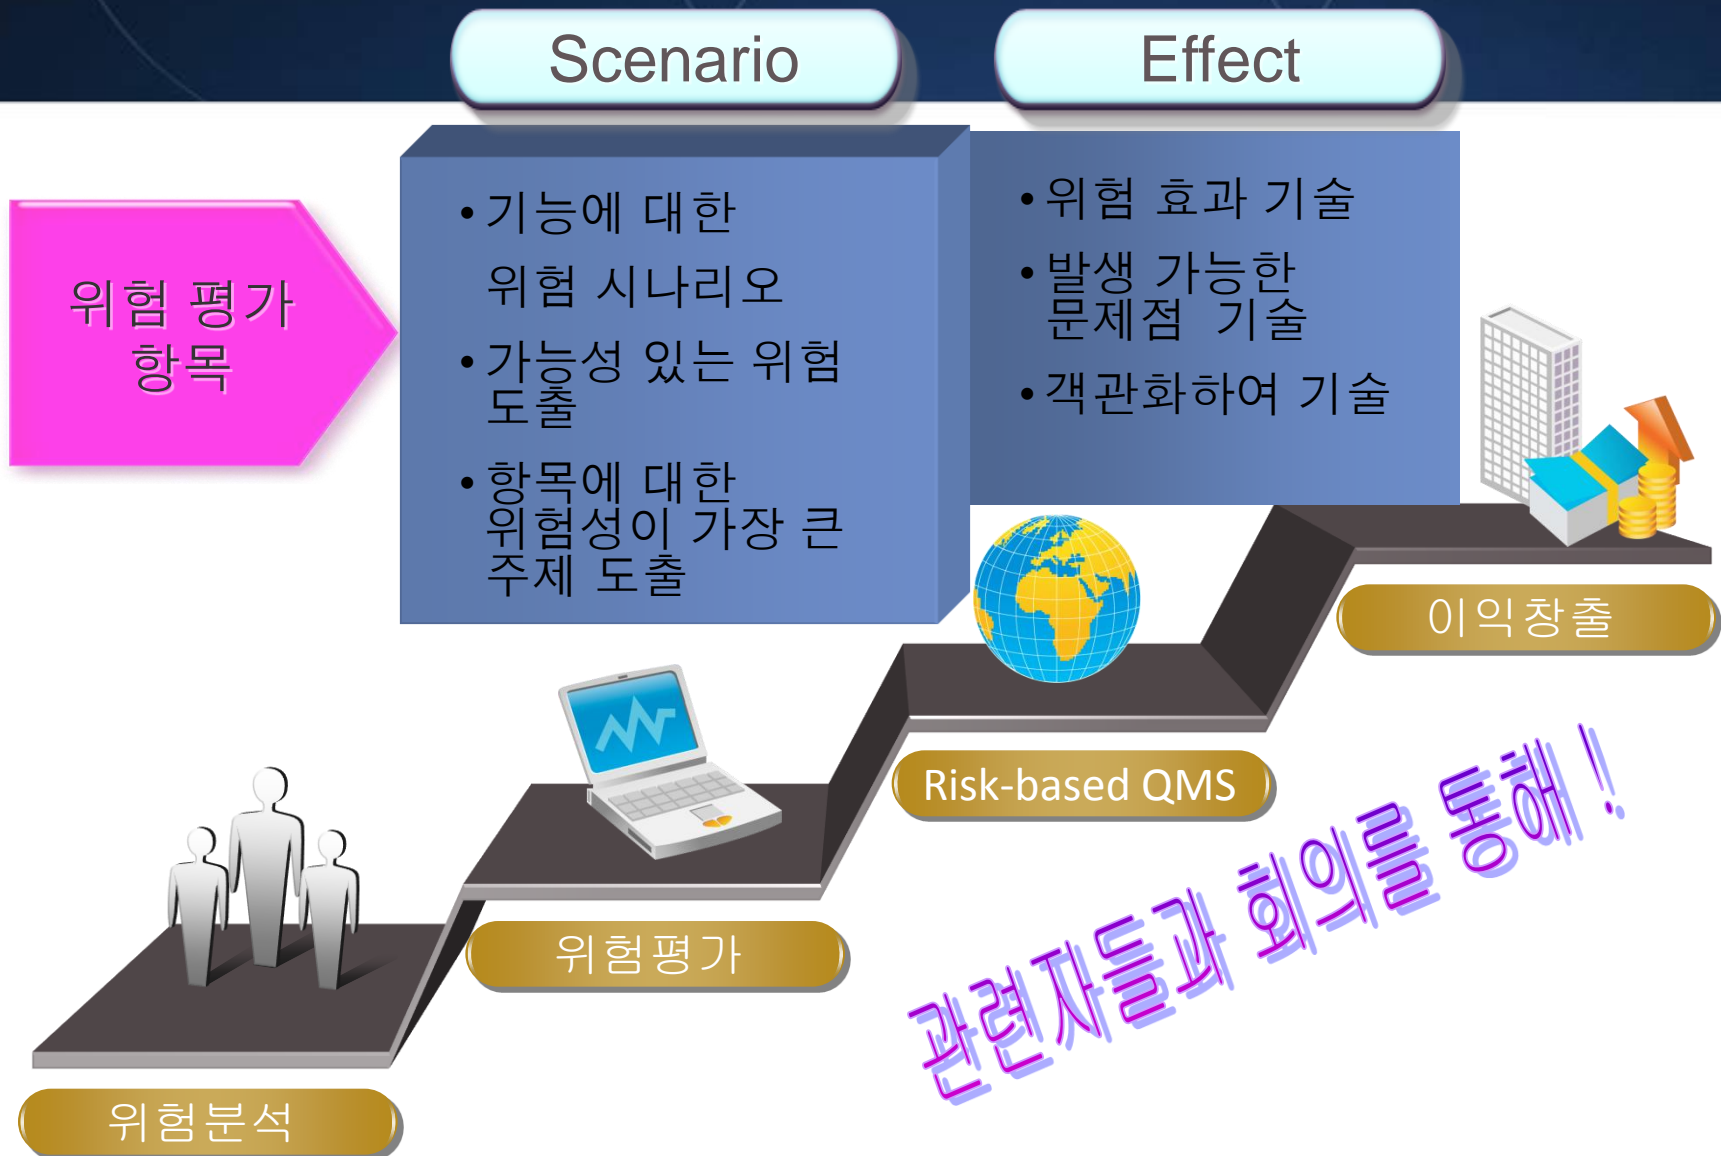 Scenario
Effect
위험 평가
항목
• 기능에 대한
위험 시나리오
• 가능성 있는 위험
도출
• 항목에 대한
위험성이 가장 큰
주제 도출
• 위험 효과 기술
• 발생 가능한
문제점 기술
• 객관화하여 기술
이익창출
Risk-based QMS
위험평가
위험분석
관련자들과 회의를 통해 !